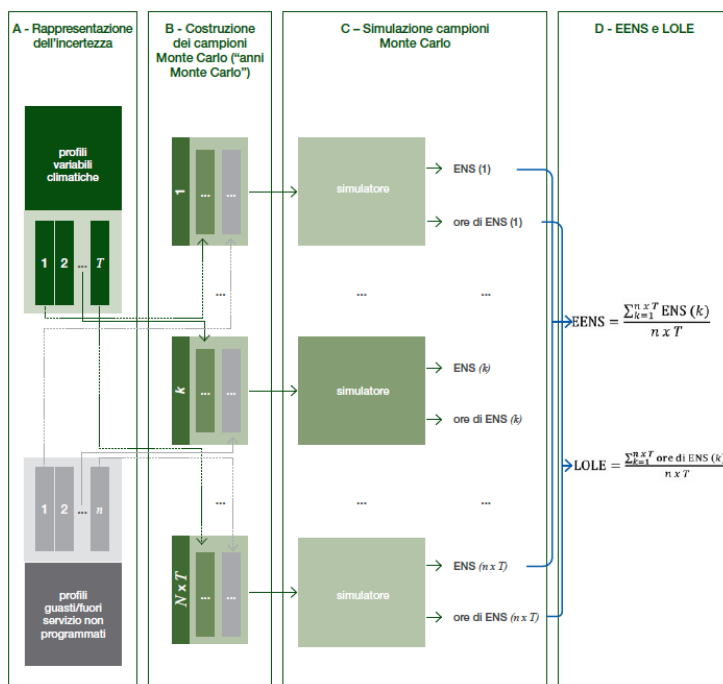 A - Rappresentazione
dell'incertezza
profili
variabili
climatiche
1 2 ... T
1 2 ... n
profili
guasti/fuori
servizio non
programmati
B - Costruzione
dei campioni
Monte Carlo ("anni
Monte Carlo")
1 ... ...
...
k ... ...
...
N x T ... ...
C – Simulazione campioni
Monte Carlo
simulatore
ENS (1)
ore di ENS (1)
... ...
simulatore
ENS (k)
ore di ENS (k)
... ...
simulatore
ENS (n x T)
ore di ENS (n x T)
D - EENS e LOLE
EENS = ∑_{k=1}^{n x T} ENS (k) / n x T
LOLE = ∑_{k=1}^{n x T} ore di ENS (k) / n x T